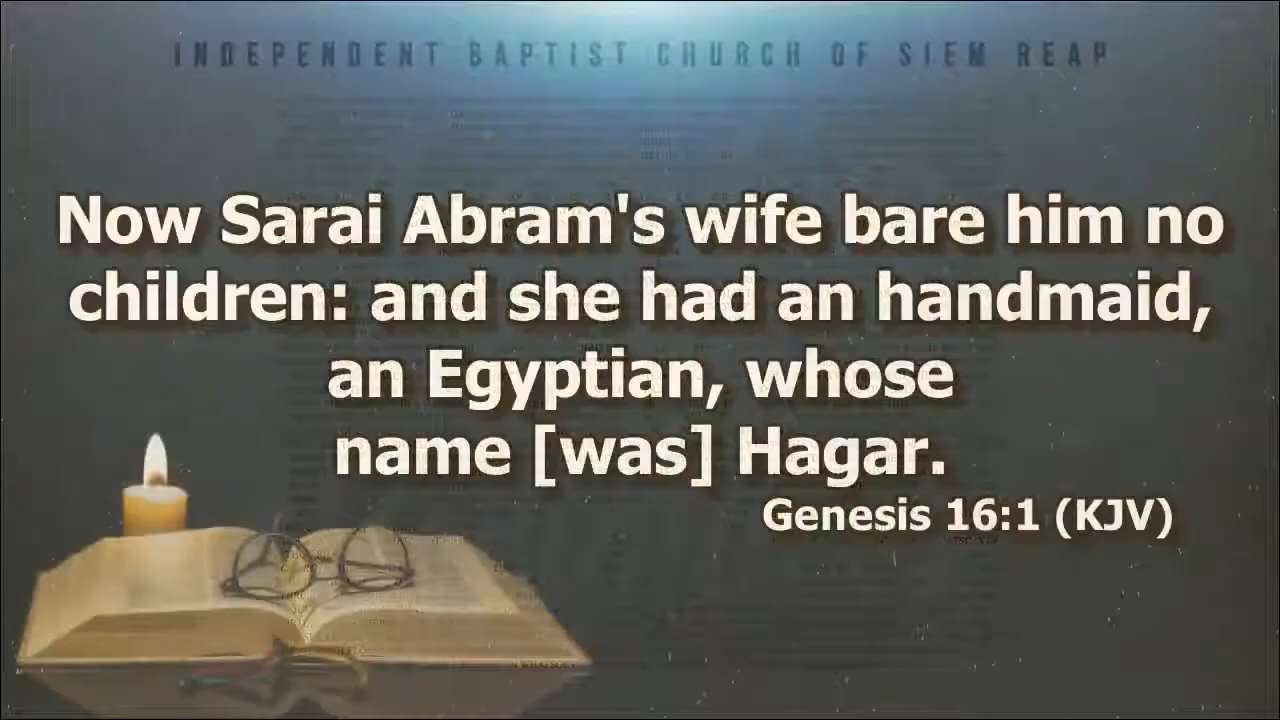 INDEPENDENT BAPTIST CHURCH OF SIEM REAP
Now Sarai Abram's wife bare him no
children: and she had an handmaid,
an Egyptian, whose
name [was] Hagar.
Genesis 16:1 (KJV)